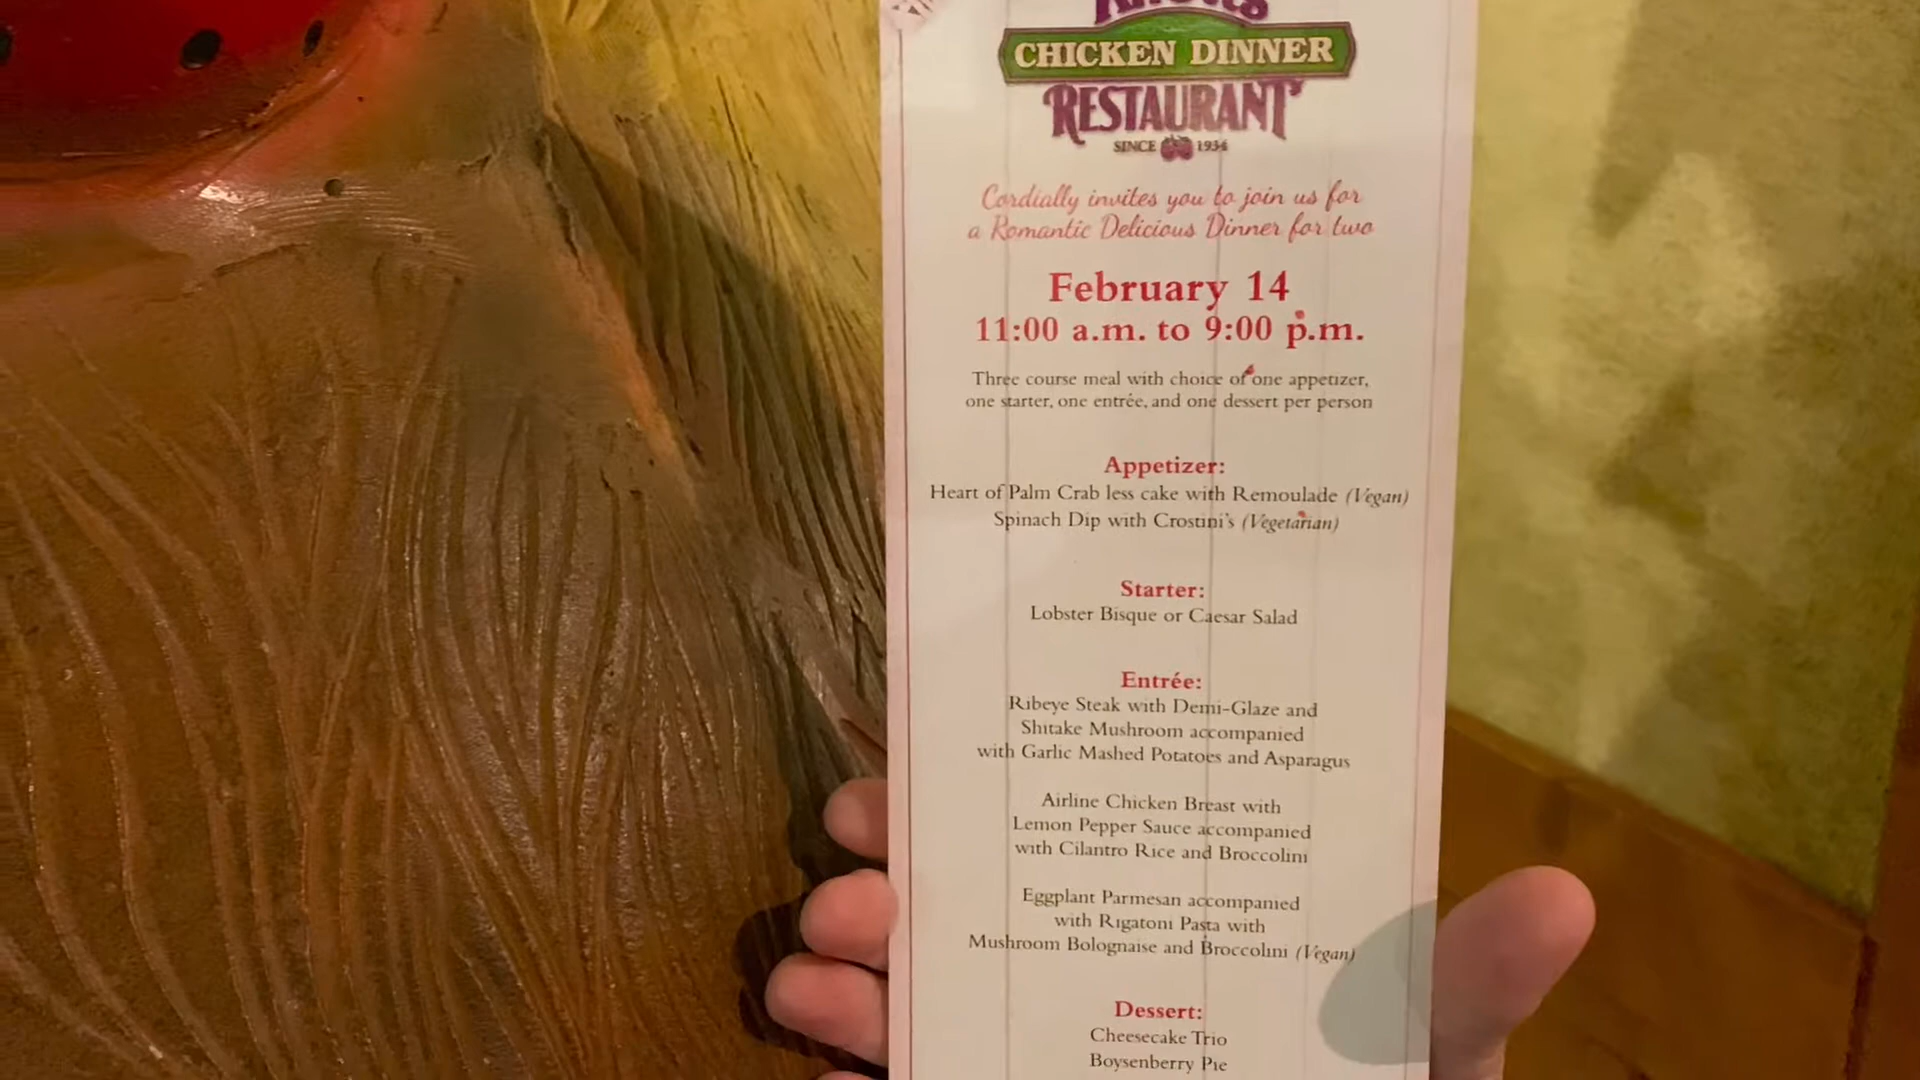 Knott's
CHICKEN DINNER
RESTAURANT
SINCE 1934
Cordially invites you to join us for
a Romantic Delicious Dinner for two
February 14
11:00 a.m. to 9:00 p.m.
Three course meal with choice of one appetizer,
one starter, one entrée, and one dessert per person
Appetizer:
Heart of Palm Crab less cake with Remoulade (Vegan)
Spinach Dip with Crostini's (Vegetarian)
Starter:
Lobster Bisque or Caesar Salad
Entrée:
Ribeye Steak with Demi-Glaze and
Shitake Mushroom accompanied
with Garlic Mashed Potatoes and Asparagus
Airline Chicken Breast with
Lemon Pepper Sauce accompanied
with Cilantro Rice and Broccolini
Eggplant Parmesan accompanied
with Rigatoni Pasta with
Mushroom Bolognaise and Broccolini (Vegan)
Dessert:
Cheesecake Trio
Boysenberry Pie